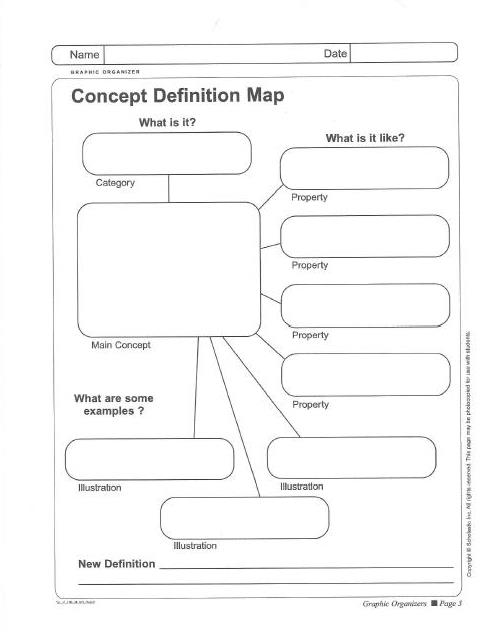 Name Date
GRAPHIC ORGANIZER
Concept Definition Map
What is it?
What is it like?
Category
Property
Property
Property
Main Concept
Property
What are some
examples ?
Illustration
Illustration
Illustration
New Definition
Graphic Organizers ■ Page 3
Copyright © Scholastic Inc. All rights reserved. This page may be photocopied for use with students.